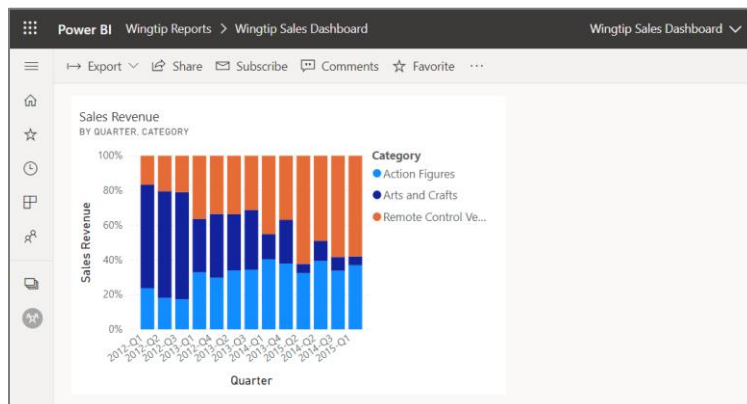 Power BI Wingtip Reports > Wingtip Sales Dashboard Wingtip Sales Dashboard
Export Share Subscribe Comments Favorite ...
Sales Revenue
BY QUARTER, CATEGORY
100%
80%
60%
40%
20%
0%
Sales Revenue
2012-Q1
2012-Q2
2012-Q3
2013-Q1
2012-Q4
2013-Q2
2013-Q3
2014-Q1
2013-Q4
2014-Q2
2014-Q3
2015-Q1
Quarter
Category
Action Figures
Arts and Crafts
Remote Control Ve...